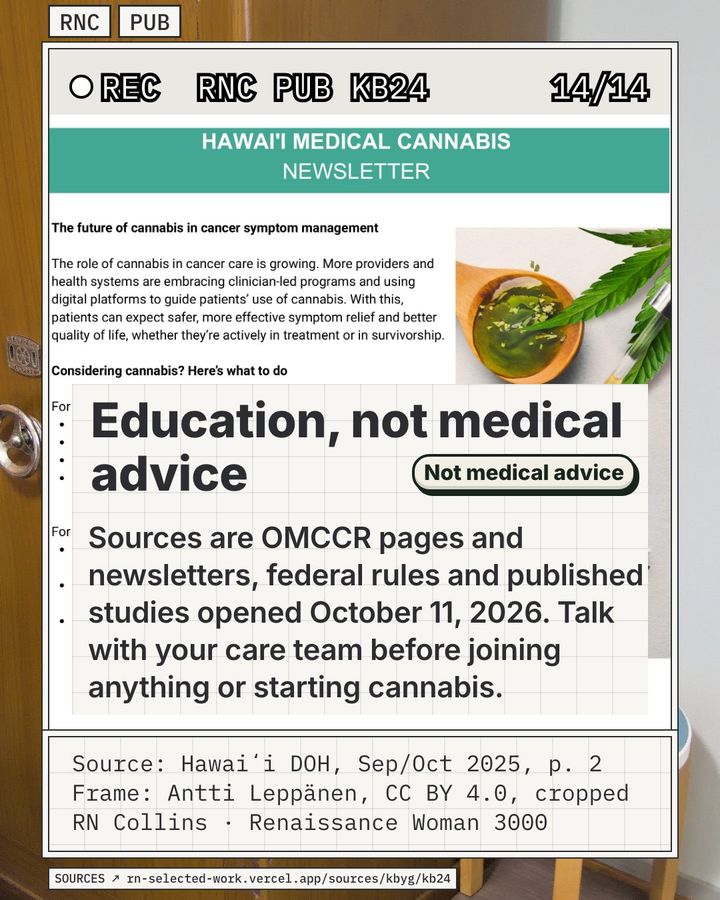 RNC PUB
REC RNC PUB KB24 14/14
HAWAI'I MEDICAL CANNABIS
NEWSLETTER
The future of cannabis in cancer symptom management
The role of cannabis in cancer care is growing. More providers and
health systems are embracing clinician-led programs and using
digital platforms to guide patients’ use of cannabis. With this,
patients can expect safer, more effective symptom relief and better
quality of life, whether they’re actively in treatment or in survivorship.
Considering cannabis? Here’s what to do
For
Education, not medical
advice
Not medical advice
For
Sources are OMCCR pages and
newsletters, federal rules and published
studies opened October 11, 2026. Talk
with your care team before joining
anything or starting cannabis.
Source: Hawaiʻi DOH, Sep/Oct 2025, p. 2
Frame: Antti Leppänen, CC BY 4.0, cropped
RN Collins · Renaissance Woman 3000
SOURCES ↗ rn-selected-work.vercel.app/sources/kbyg/kb24